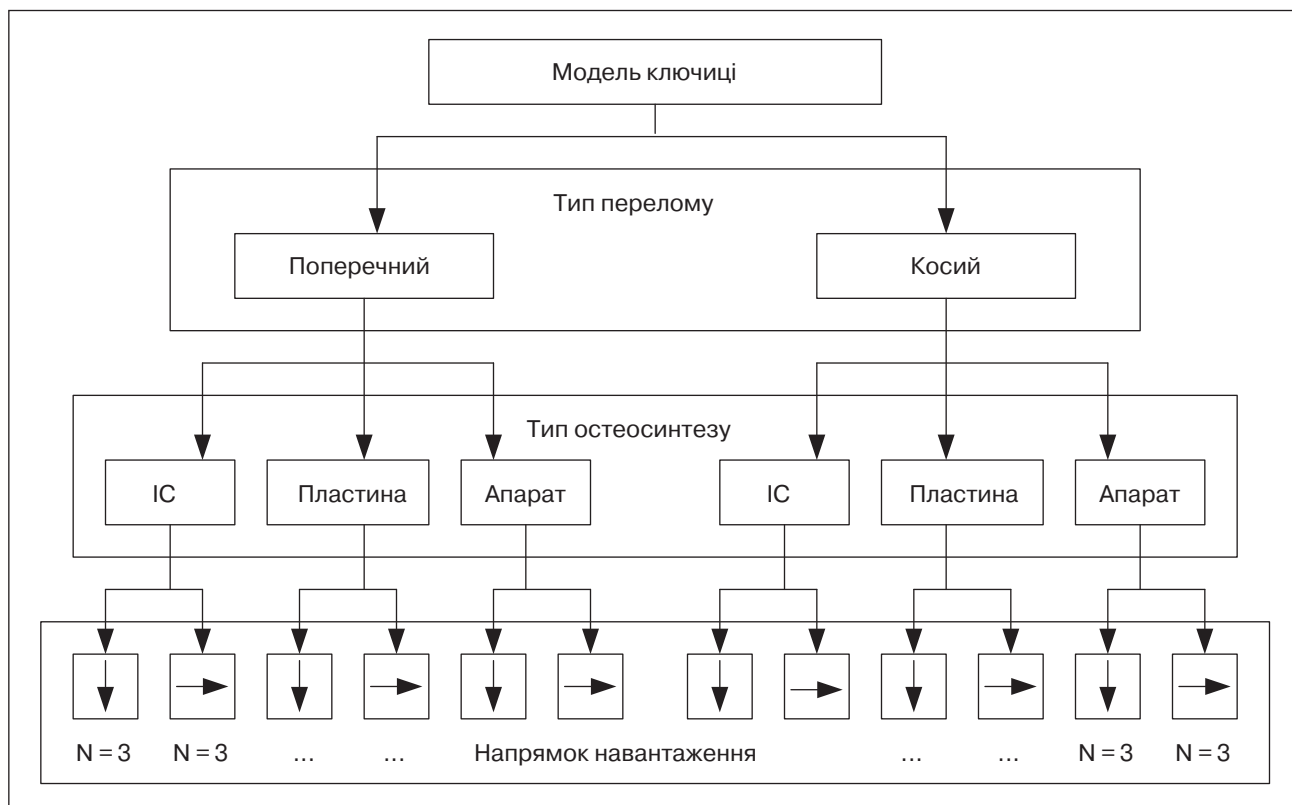 Модель ключиці
Тип перелому
Поперечний
Косий
Тип остеосинтезу
ІС
Пластина
Апарат
ІС
Пластина
Апарат
N = 3
N = 3
...
...
Напрямок навантаження
...
...
N = 3
N = 3